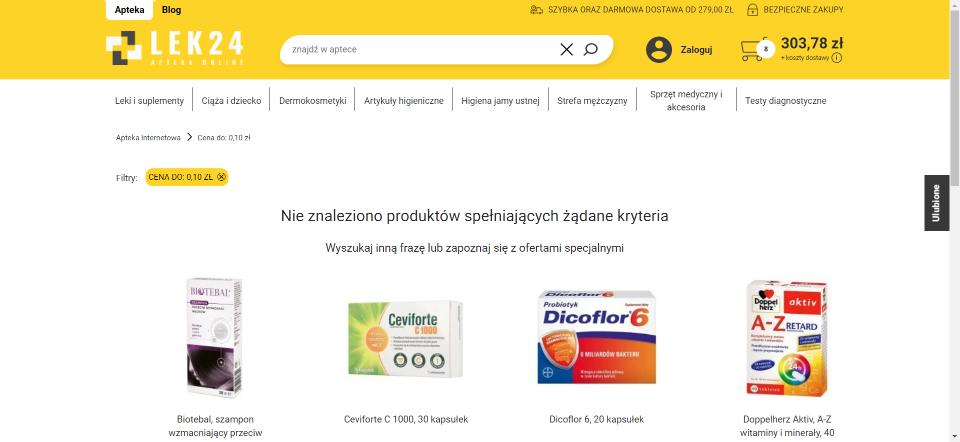 Apteka Blog
SZYBKA ORAZ DARMOWA DOSTAWA OD 279,00 ZŁ BEZPIECZNE ZAKUPY
LEK24
APTEKA ONLINE
znajdź w aptece
Zaloguj
8
303,78 zł
+ koszty dostawy
Leki i suplementy
Ciąża i dziecko
Dermokosmetyki
Artykuły higieniczne
Higiena jamy ustnej
Strefa mężczyzny
Sprzęt medyczny i
akcesoria
Testy diagnostyczne
Apteka internetowa
Cena do: 0,10 zł
Filtry:
CENA DO: 0,10 ZŁ
Ulubione
Nie znaleziono produktów spełniających żądane kryteria
Wyszukaj inną frazę lub zapoznaj się z ofertami specjalnymi
BIOTEBAL
Ceviforte
C 1000
Probiotyk
Dicoflor 6
6 MILIARDÓW BAKTERII
Doppel
herz
aktiv
A-Z RETARD
24h
Biotebal, szampon
wzmacniający przeciw
Ceviforte C 1000, 30 kapsułek
Dicoflor 6, 20 kapsułek
Doppelherz Aktiv, A-Z
witaminy i minerały, 40